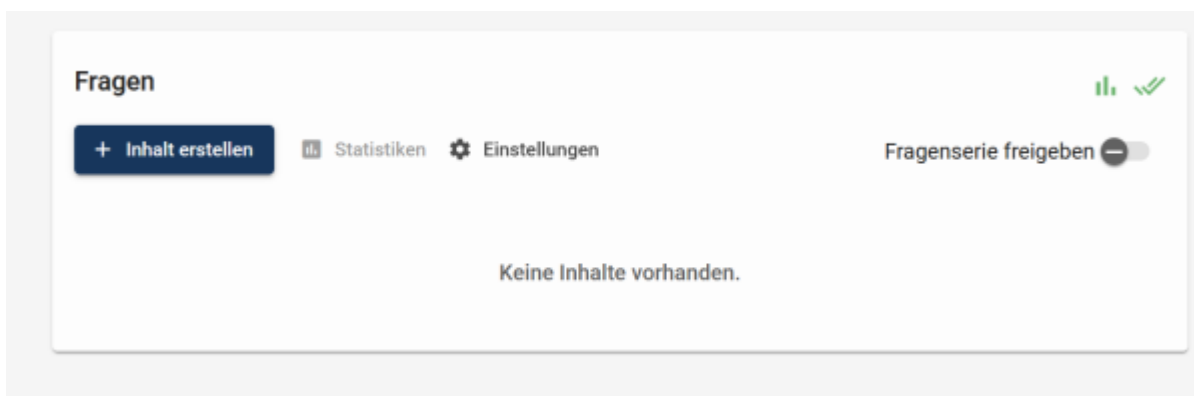 Fragen
+ Inhalt erstellen Statistiken Einstellungen Fragenserie freigeben
Keine Inhalte vorhanden.